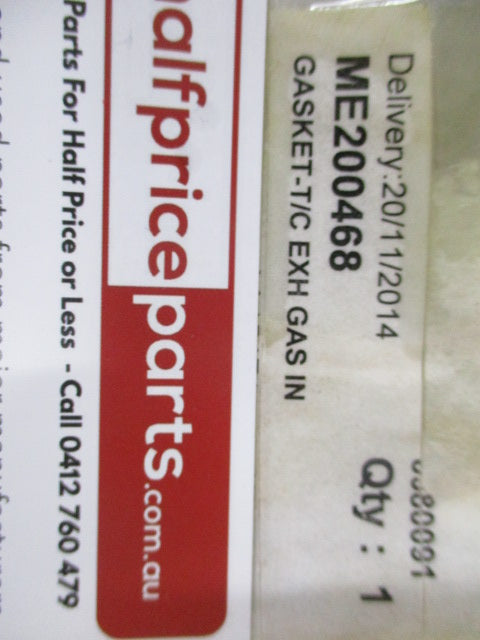 Delivery:20/11/2014
ME200468 Qty : 1
GASKET-T/C EXH GAS IN
halfpriceparts.com.au
Parts For Half Price or Less - Call 0412 760 479